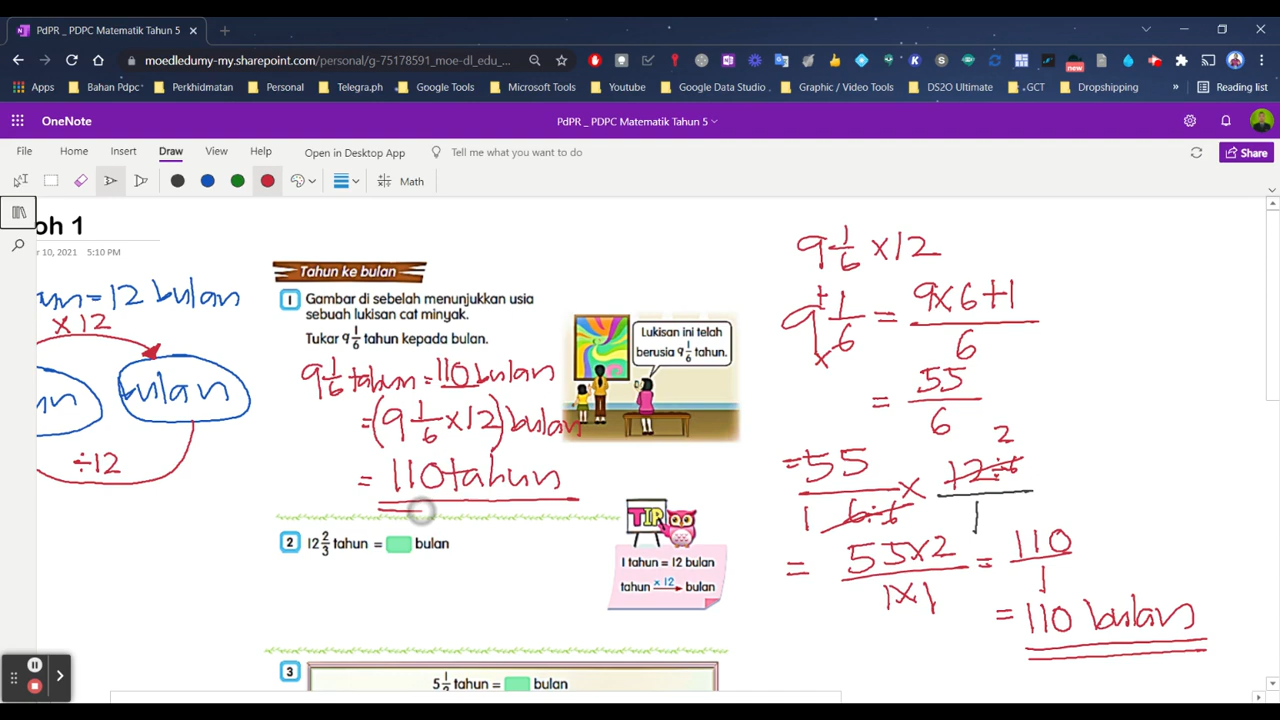 PdPR _ PDPC Matematik Tahun 5
moedledumy-my.sharepoint.com/personal/g-75178591_moe-dl_edu_...
Apps
Bahan Pdpc
Perkhidmatan
Personal
Telegra.ph
Google Tools
Microsoft Tools
Youtube
Google Data Studio...
Graphic / Video Tools
DS2O Ultimate
.GCT
Dropshipping
»
Reading list
new
OneNote
PdPR _ PDPC Matematik Tahun 5
File
Home
Insert
Draw
View
Help
Open in Desktop App
Tell me what you want to do
Share
Math
oh 1
r 10, 2021 5:10 PM
= 12 bulan
x 12
bulan
÷12
Tahun ke bulan
1 Gambar di sebelah menunjukkan usia
sebuah lukisan cat minyak.
Tukar 9 1/6 tahun kepada bulan.
Lukisan ini telah
berusia 9 1/6 tahun.
9 1/6 tahun = 110 bulan
= (9 1/6 x 12) bulan
= 110 tahun
2 12 2/3 tahun = bulan
TIP
1 tahun = 12 bulan
tahun x 12 bulan
3
tahun = bulan
9 1/6 x 12
9 + 1/6 x = 9x6+1/6
= 55/6
= 55/6÷6 x 12÷6/1
2
1
= 55x2/1x1 = 110/1
= 110 bulan